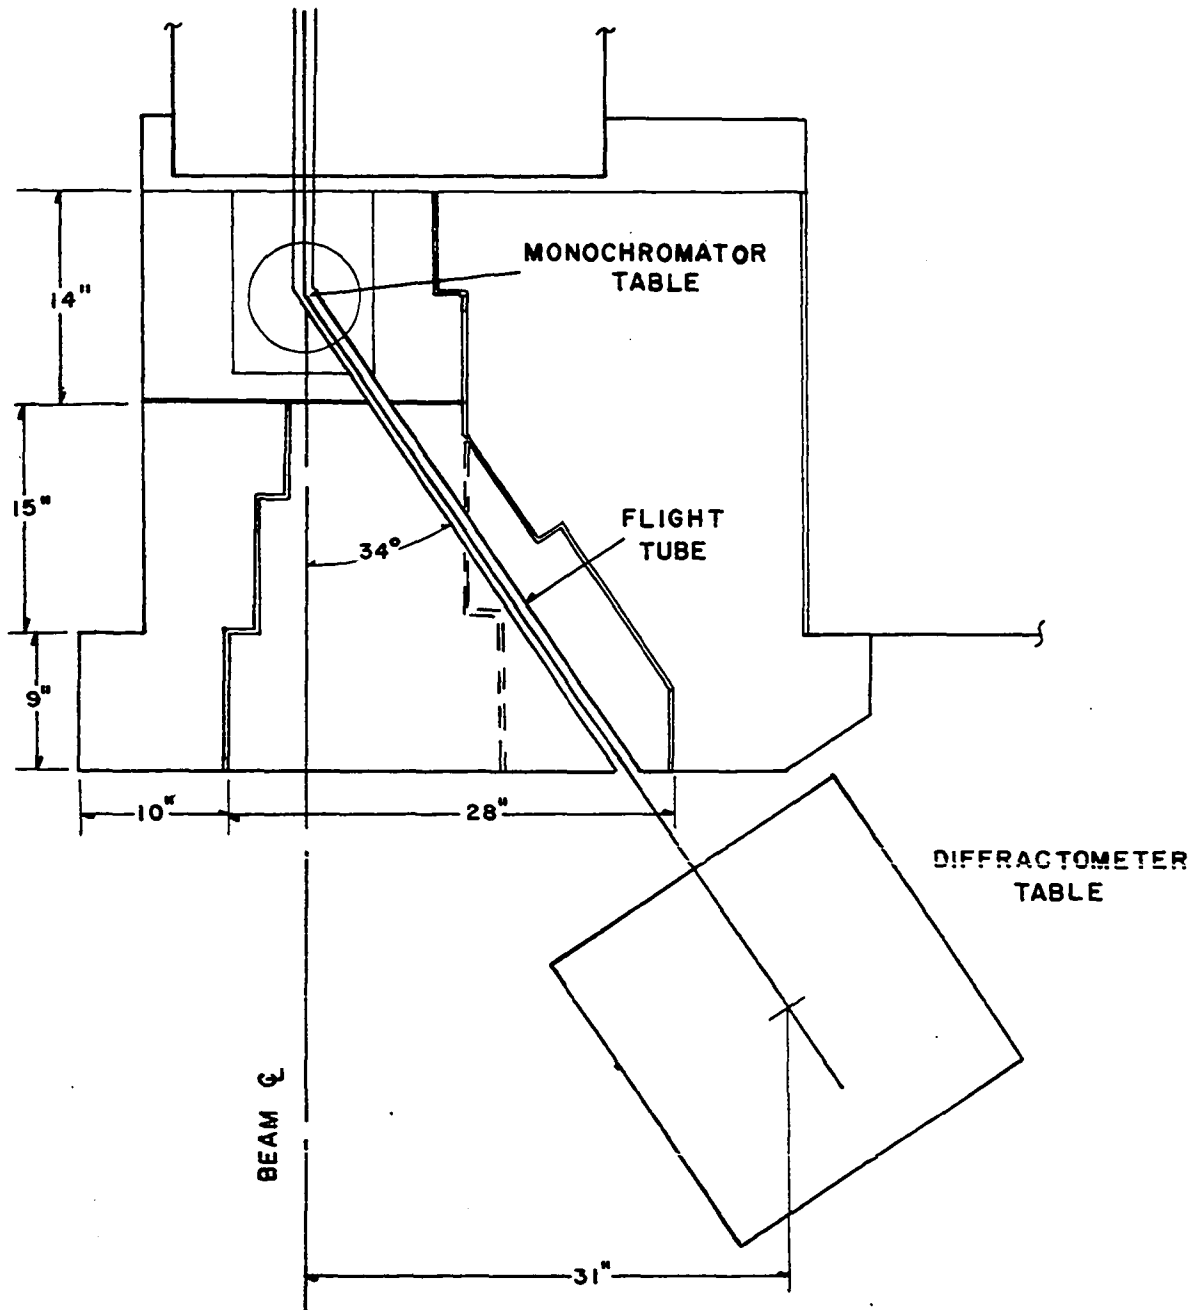 MONOCHROMATOR
TABLE
14"
15"
FLIGHT
TUBE
34°
9"
10"
28"
DIFFRACTOMETER
TABLE
BEAM ℄
31"